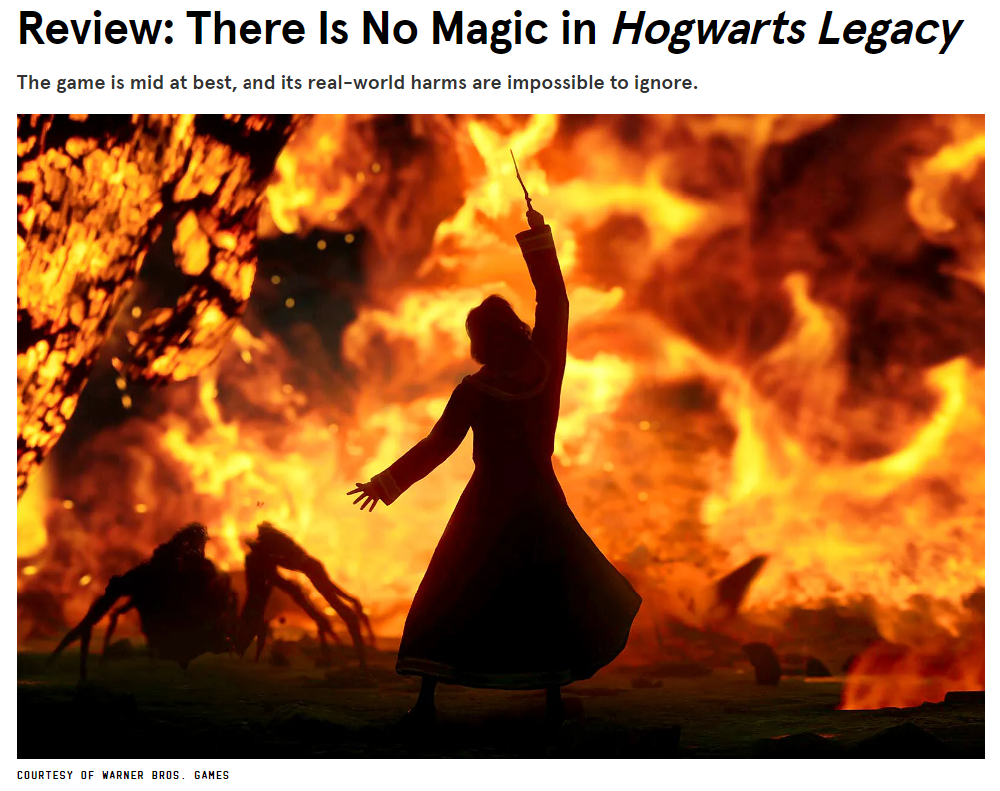 Review: There Is No Magic in Hogwarts Legacy
The game is mid at best, and its real-world harms are impossible to ignore.
COURTESY OF WARNER BROS. GAMES